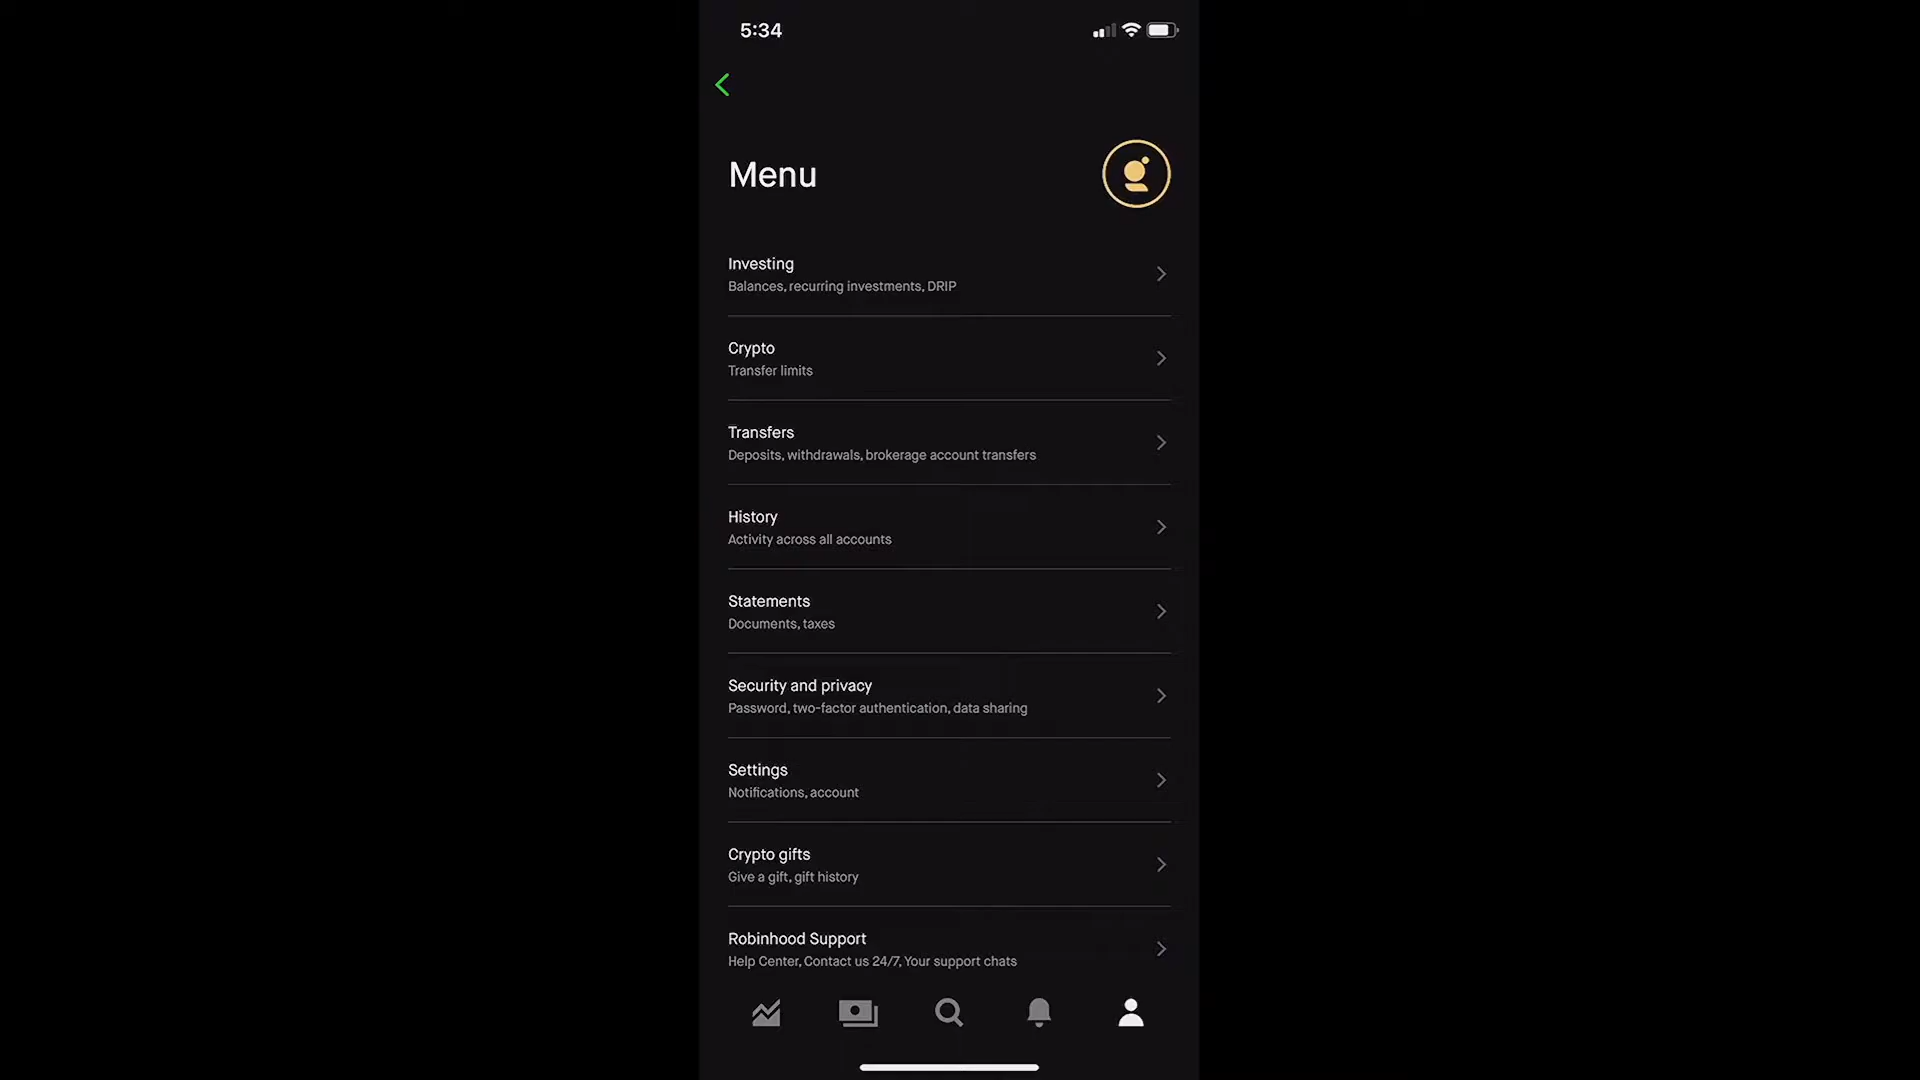 5:34
Menu
Investing
Balances, recurring investments, DRIP
Crypto
Transfer limits
Transfers
Deposits, withdrawals, brokerage account transfers
History
Activity across all accounts
Statements
Documents, taxes
Security and privacy
Password, two-factor authentication, data sharing
Settings
Notifications, account
Crypto gifts
Give a gift, gift history
Robinhood Support
Help Center, Contact us 24/7, Your support chats